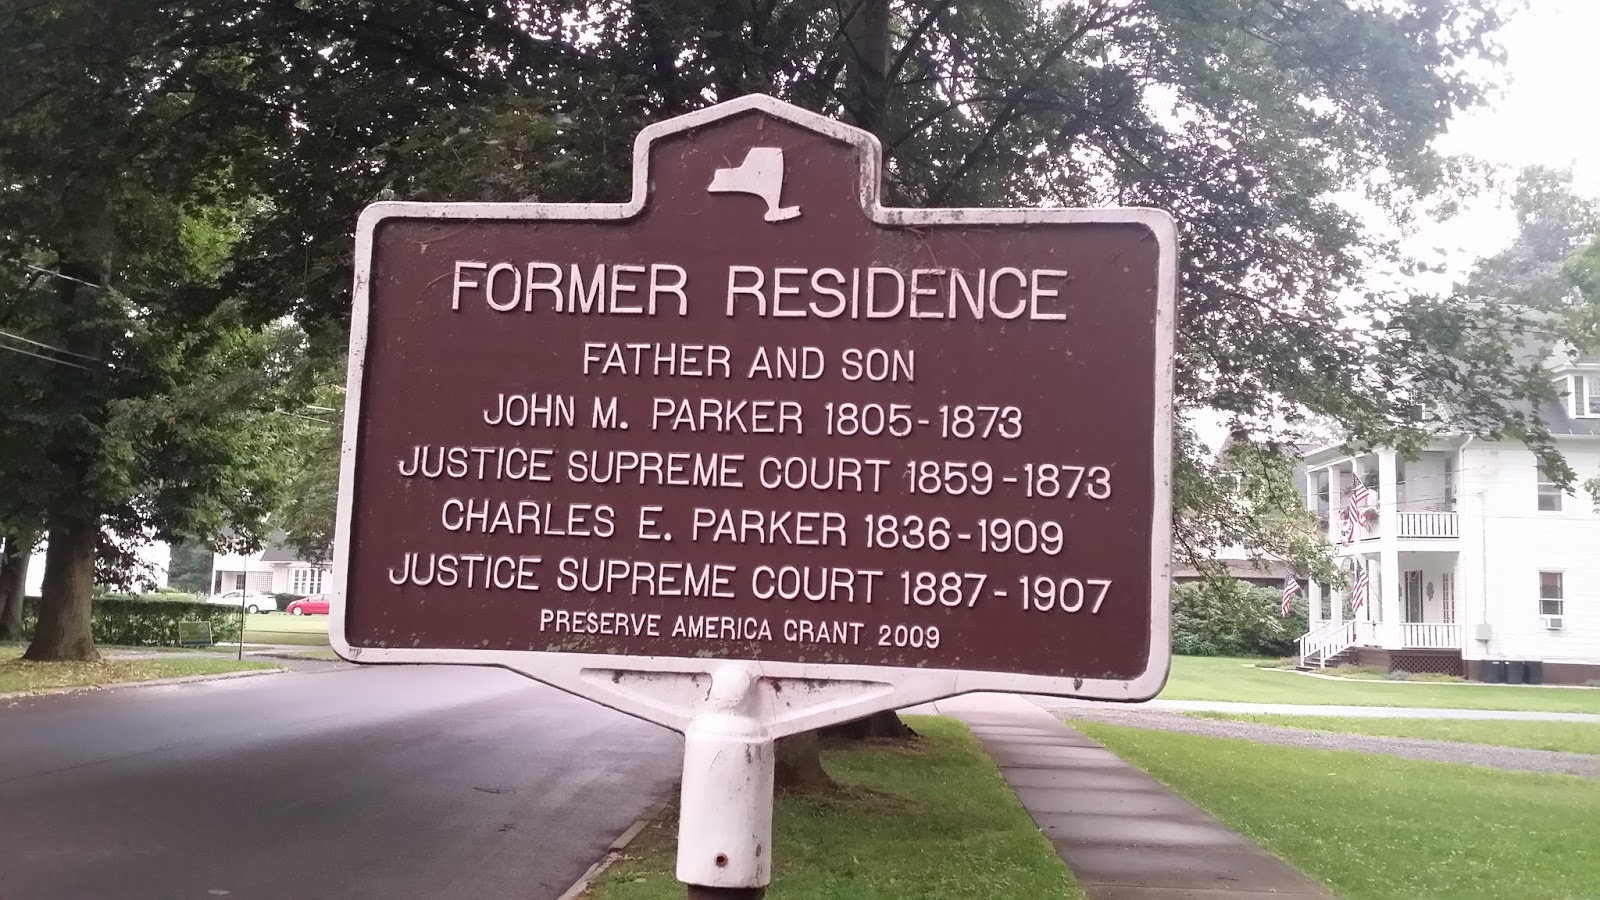 FORMER RESIDENCE
FATHER AND SON
JOHN M. PARKER 1805-1873
JUSTICE SUPREME COURT 1859-1873
CHARLES E. PARKER 1836-1909
JUSTICE SUPREME COURT 1887-1907
PRESERVE AMERICA GRANT 2009